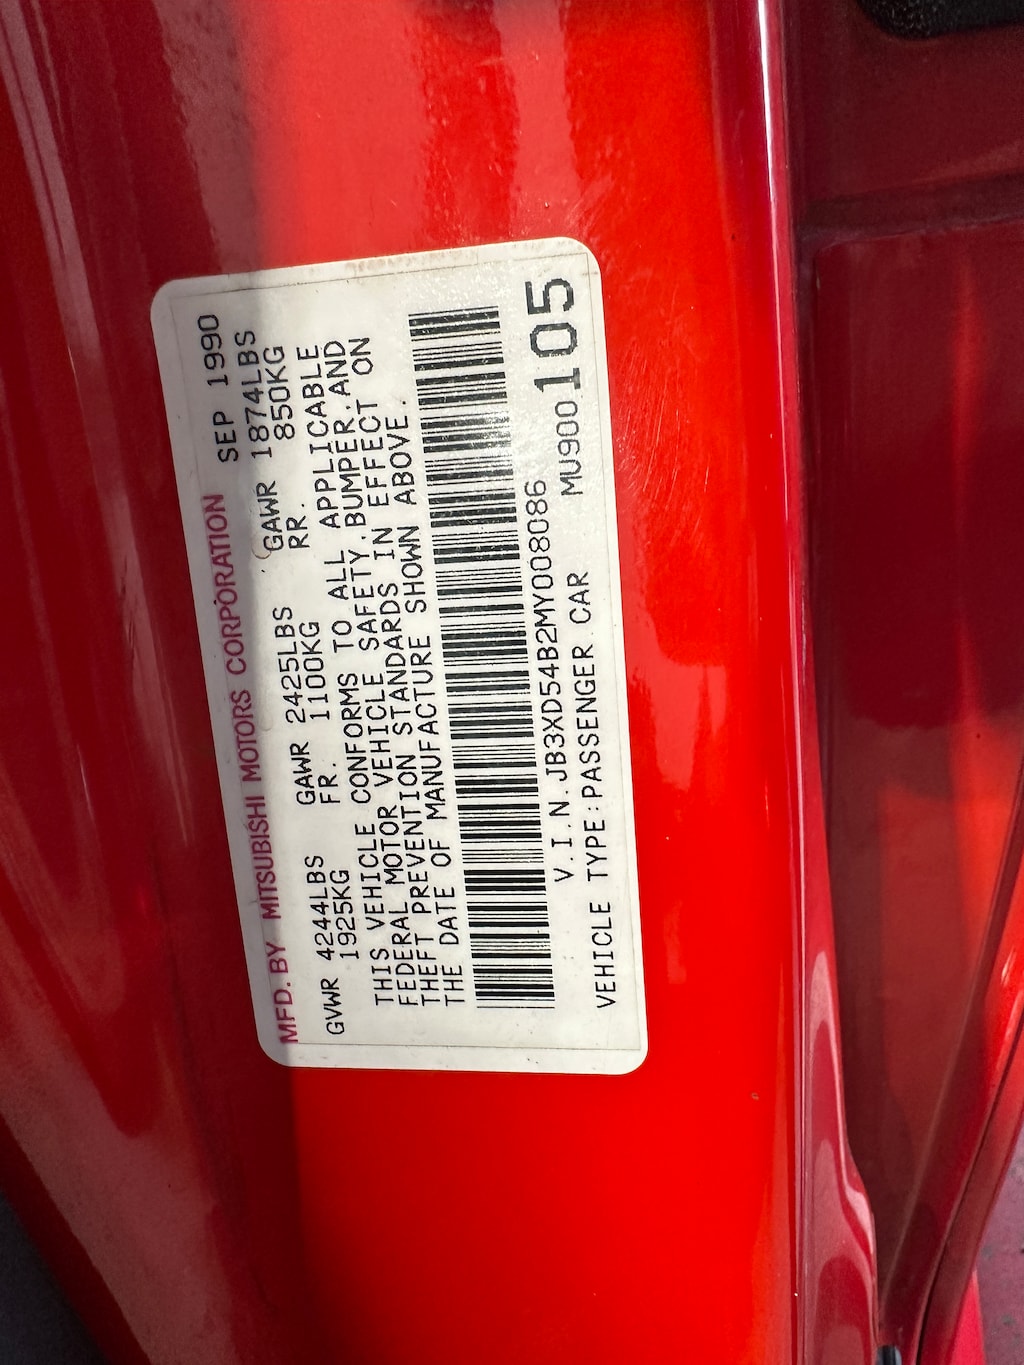 MFD. BY MITSUBISHI MOTORS CORPORATION SEP 1990
GVWR 4244LBS GAWR 2425LBS GAWR 1874LBS
1925KG FR. 1100KG RR. 850KG
THIS VEHICLE CONFORMS TO ALL APPLICABLE
FEDERAL MOTOR VEHICLE SAFETY,BUMPER,AND
THEFT PREVENTION STANDARDS IN EFFECT ON
THE DATE OF MANUFACTURE SHOWN ABOVE.
V.I.N.JB3XD54B2MY008086
VEHICLE TYPE:PASSENGER CAR MU900105